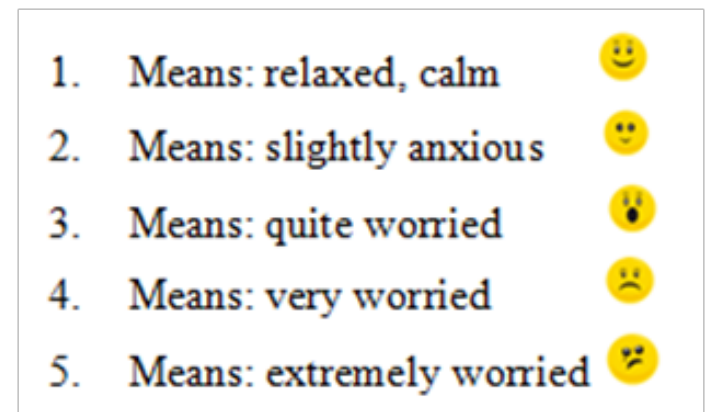 1. Means: relaxed, calm
2. Means: slightly anxious
3. Means: quite worried
4. Means: very worried
5. Means: extremely worried